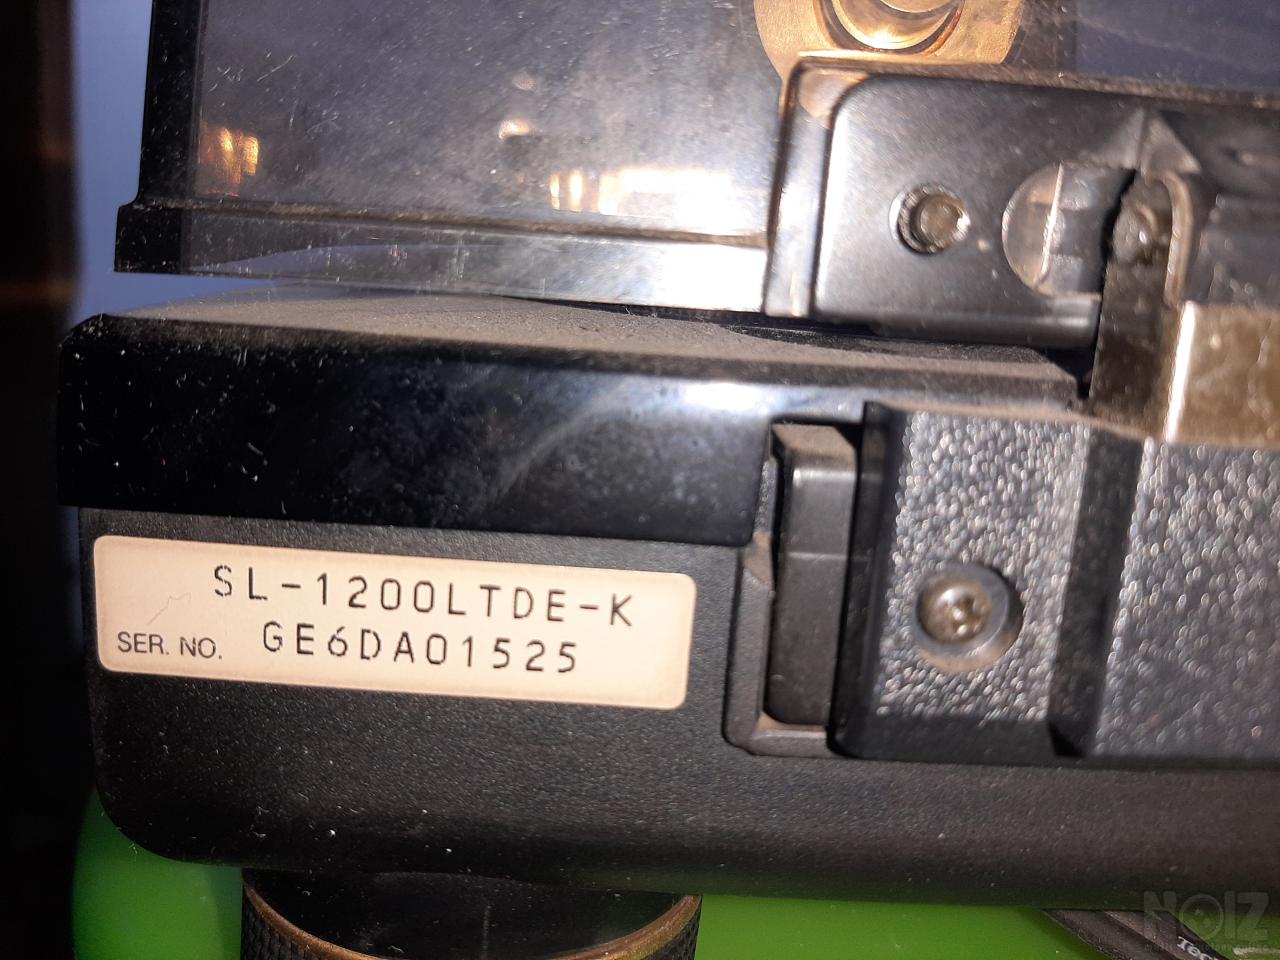 SL-1200LTDE-K
SER. NO. GE6DA01525
NOIZ